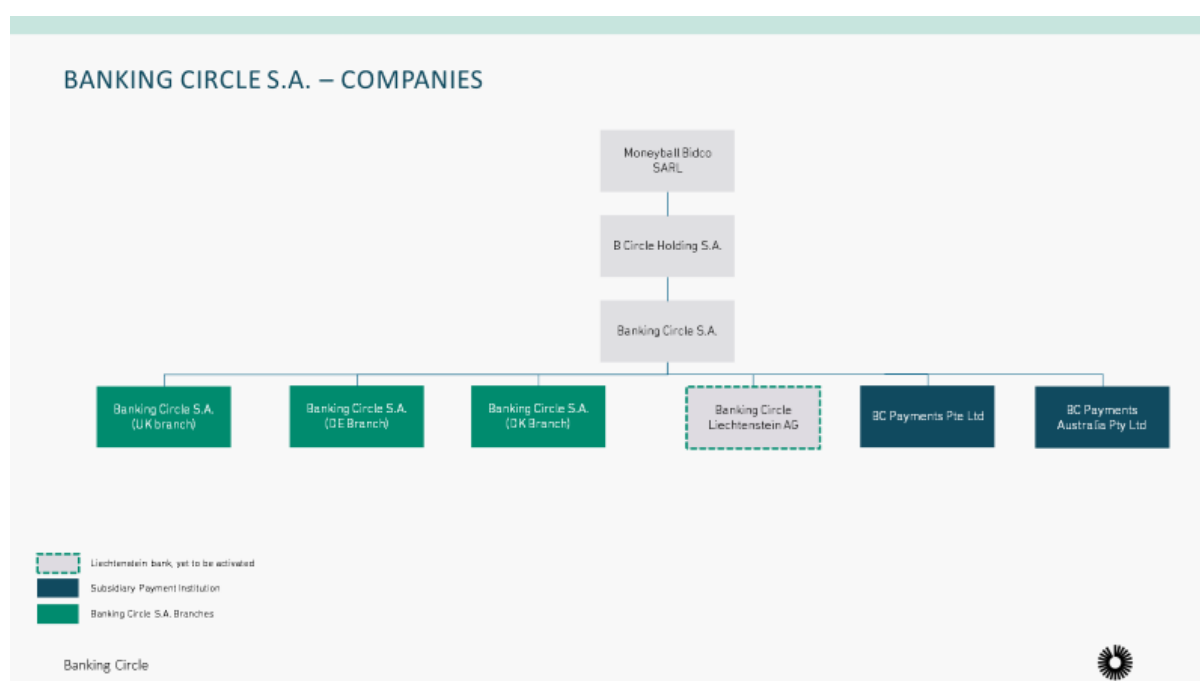 BANKING CIRCLE S.A. – COMPANIES
Moneyball Bidco
SARL
B Circle Holding S.A.
Banking Circle S.A.
Banking Circle S.A.
(UK branch)
Banking Circle S.A.
(DE Branch)
Banking Circle S.A.
(DK Branch)
Banking Circle
Liechtenstein AG
BC Payments Pte Ltd
BC Payments
Australia Pty Ltd
Liechtenstein bank, yet to be activated
Subsidiary Payment Institution
Banking Circle S.A. Branches
Banking Circle